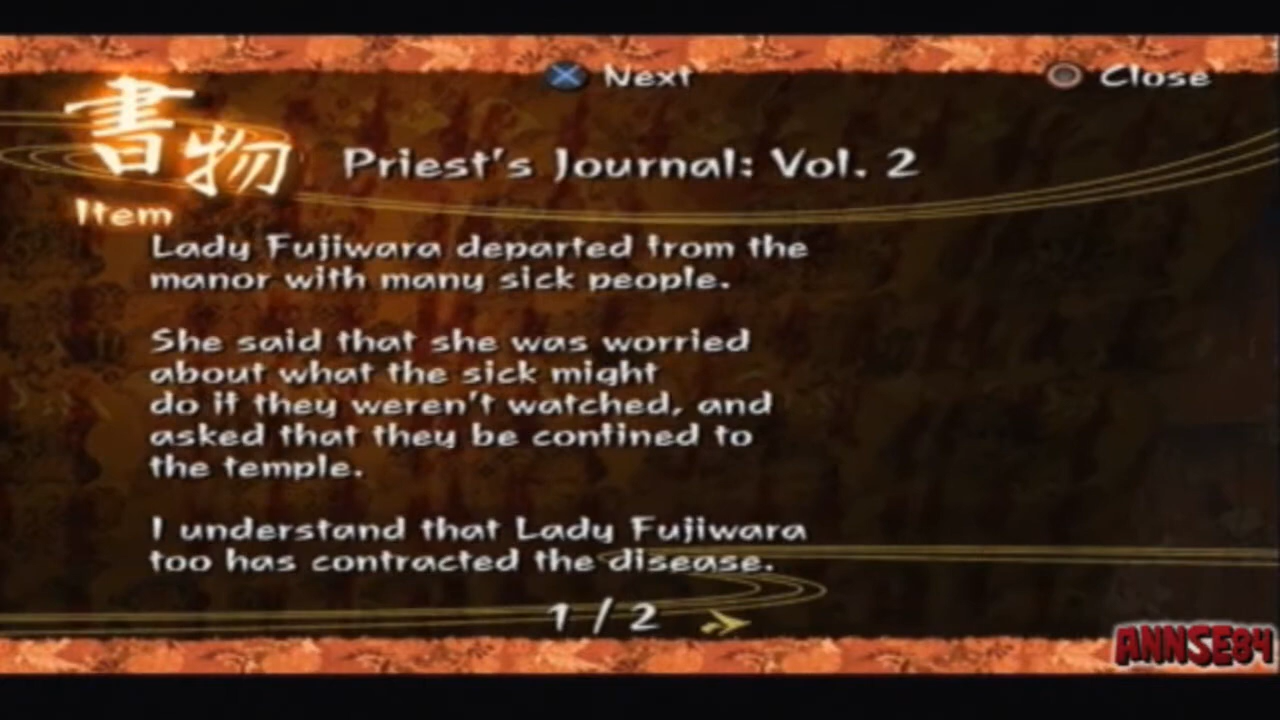 Next
Close
書物
Item
Priest's Journal: Vol. 2
Lady Fujiwara departed from the
manor with many sick people.
She said that she was worried
about what the sick might
do if they weren't watched, and
asked that they be confined to
the temple.
I understand that Lady Fujiwara
too has contracted the disease.
1 / 2
ANNSE84